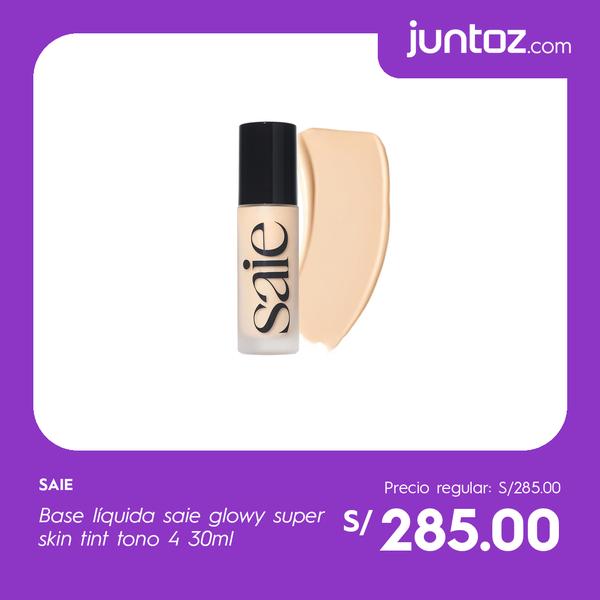 juntoz.com
saie
SAIE
Base líquida saie glowy super
skin tint tono 4 30ml
Precio regular: S/285.00
S/ 285.00